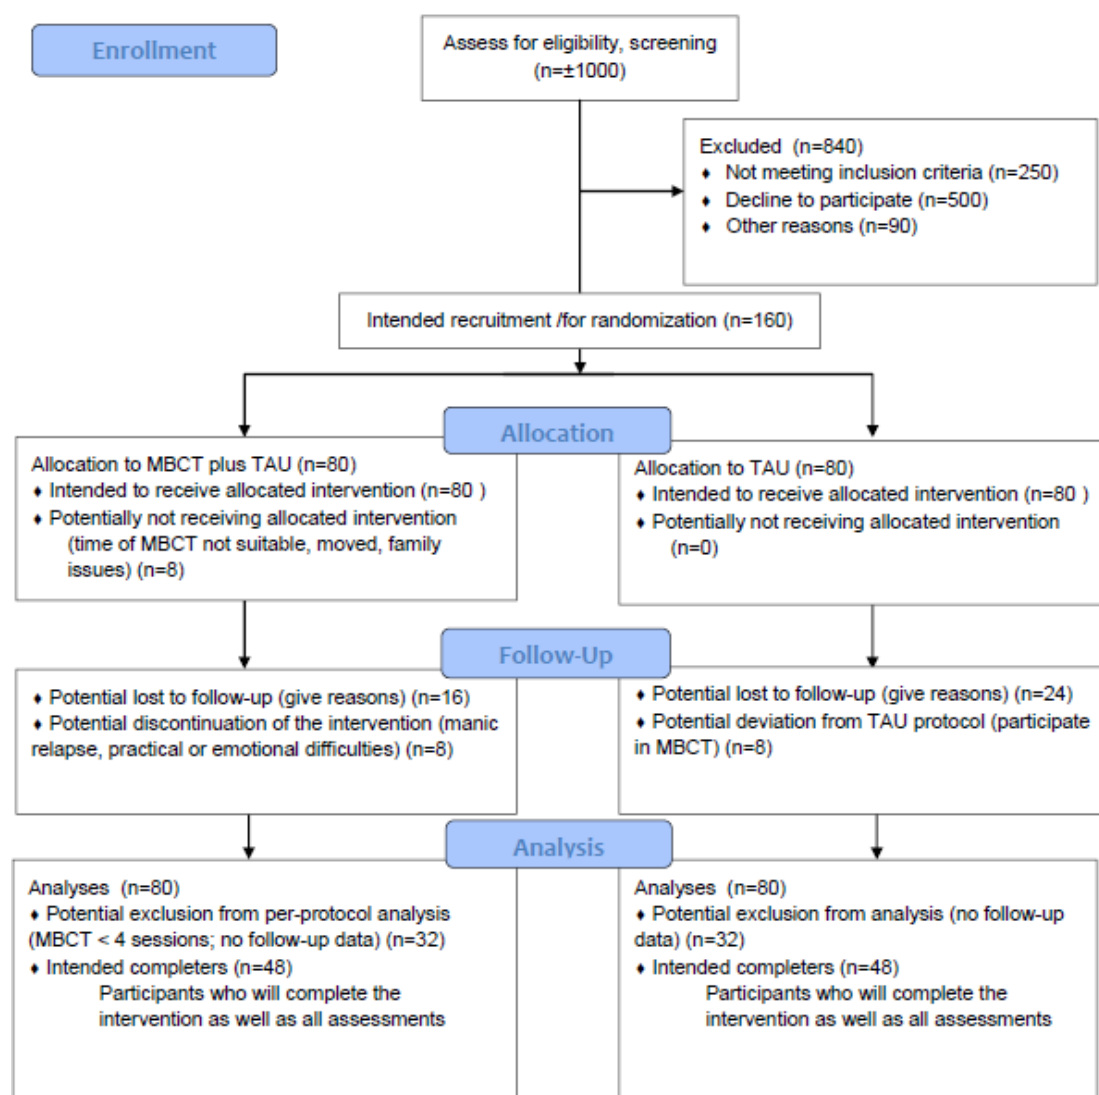 Enrollment
Assess for eligibility, screening
(n=±1000)
Excluded (n=840)
♦ Not meeting inclusion criteria (n=250)
♦ Decline to participate (n=500)
♦ Other reasons (n=90)
Intended recruitment /for randomization (n=160)
Allocation
Allocation to MBCT plus TAU (n=80)
♦ Intended to receive allocated intervention (n=80 )
♦ Potentially not receiving allocated intervention
(time of MBCT not suitable, moved, family
issues) (n=8)
Allocation to TAU (n=80)
♦ Intended to receive allocated intervention (n=80 )
♦ Potentially not receiving allocated intervention
(n=0)
Follow-Up
♦ Potential lost to follow-up (give reasons) (n=16)
♦ Potential discontinuation of the intervention (manic
relapse, practical or emotional difficulties) (n=8)
♦ Potential lost to follow-up (give reasons) (n=24)
♦ Potential deviation from TAU protocol (participate
in MBCT) (n=8)
Analysis
Analyses (n=80)
♦ Potential exclusion from per-protocol analysis
(MBCT < 4 sessions; no follow-up data) (n=32)
♦ Intended completers (n=48)
Participants who will complete the
intervention as well as all assessments
Analyses (n=80)
♦ Potential exclusion from analysis (no follow-up
data) (n=32)
♦ Intended completers (n=48)
Participants who will complete the
intervention as well as all assessments